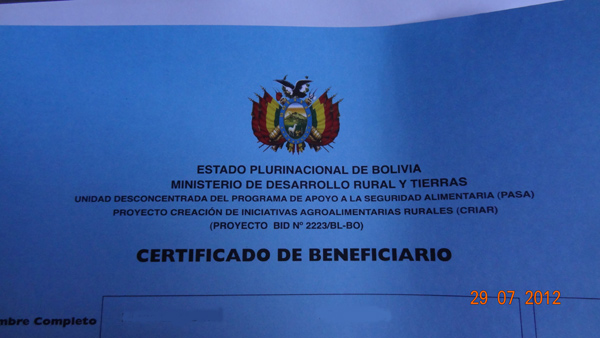 ESTADO PLURINACIONAL DE BOLIVIA
MINISTERIO DE DESARROLLO RURAL Y TIERRAS
UNIDAD DESCONCENTRADA DEL PROGRAMA DE APOYO A LA SEGURIDAD ALIMENTARIA (PASA)
PROYECTO CREACIÓN DE INICIATIVAS AGROALIMENTARIAS RURALES (CRIAR)
(PROYECTO BID Nº 2223/BL-BO)
CERTIFICADO DE BENEFICIARIO
29 07 2012
mbre Completo